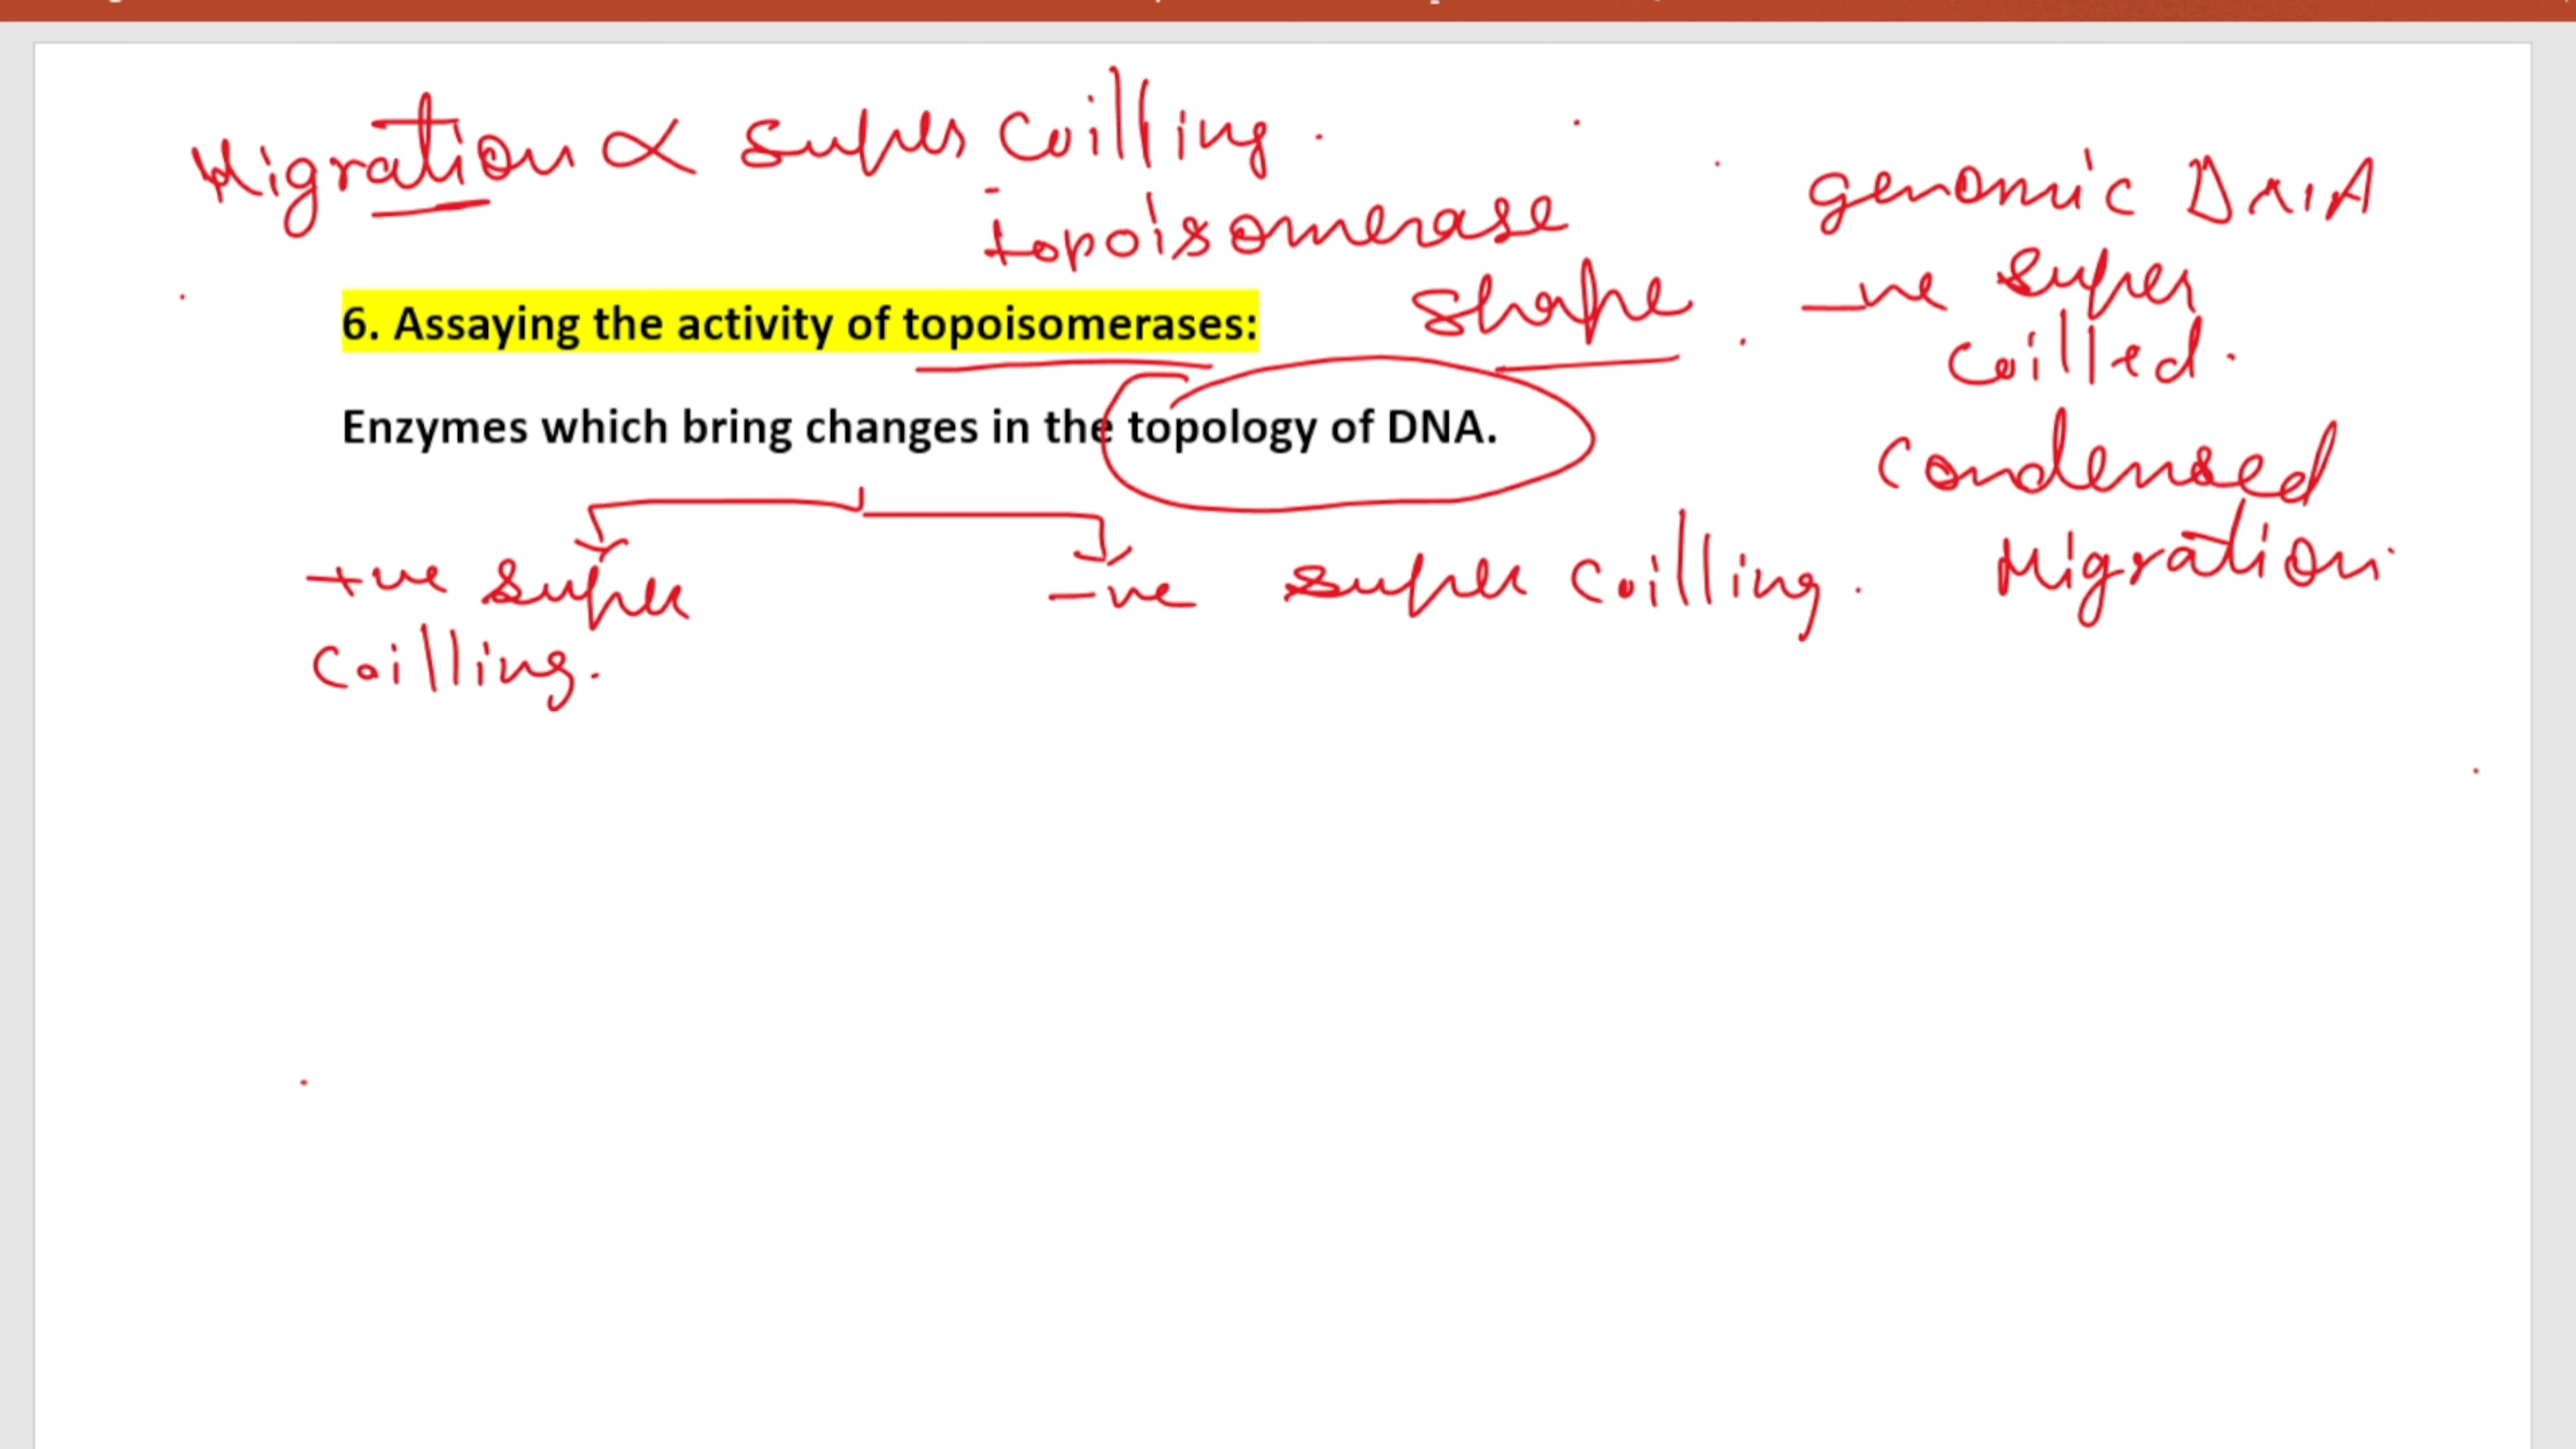 Migration ∝ super coilling.
topoisomerase
genomic DNA
6. Assaying the activity of topoisomerases:
shape
-ve super
coilled.
Enzymes which bring changes in the topology of DNA.
condensed
+ve super
-ve super coilling.
Migration
coilling.